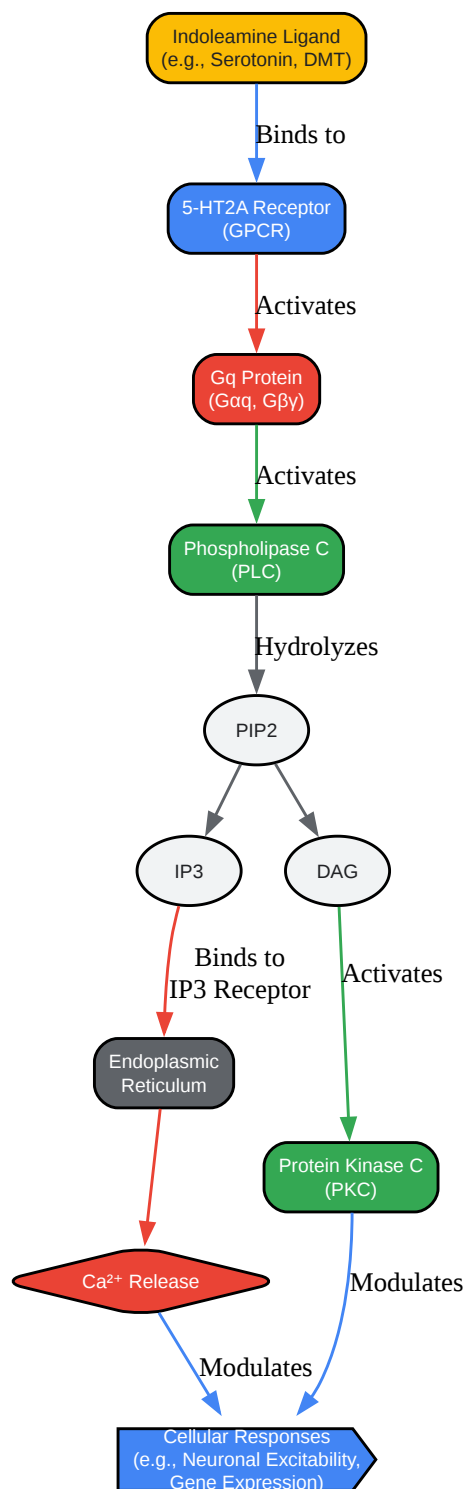 Indoleamine Ligand
(e.g., Serotonin, DMT)
Binds to
5-HT2A Receptor
(GPCR)
Activates
Gq Protein
(Gαq, Gβγ)
Activates
Phospholipase C
(PLC)
Hydrolyzes
PIP2
IP3
DAG
Binds to
IP3 Receptor
Activates
Endoplasmic
Reticulum
Protein Kinase C
(PKC)
Ca²⁺ Release
Modulates
Modulates
Cellular Responses
(e.g., Neuronal Excitability,
Gene Expression)